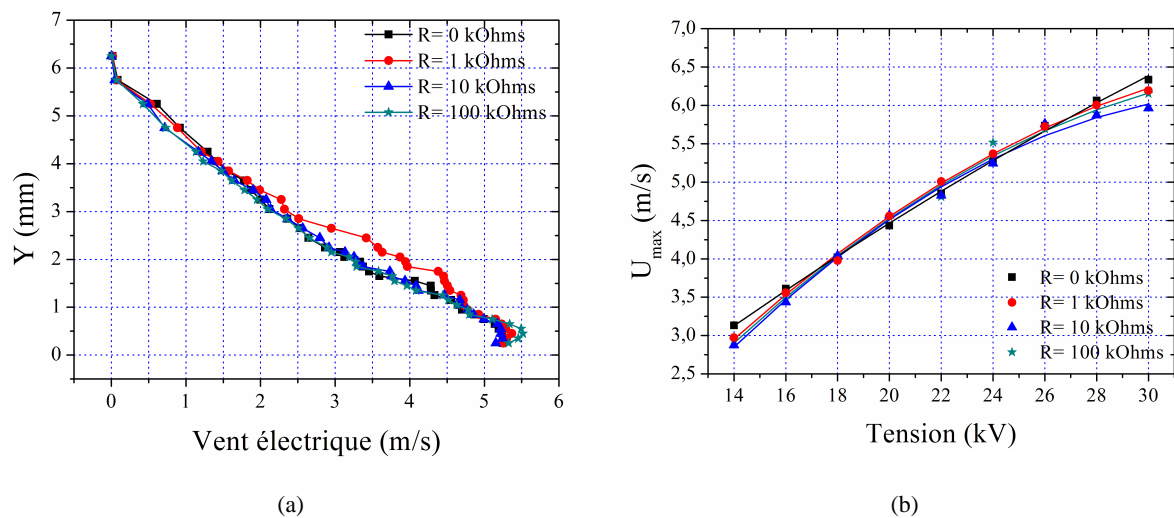 7
6
5
4
3
2
1
0
Y (mm)
0 1 2 3 4 5 6
Vent électrique (m/s)
R= 0 kOhms
R= 1 kOhms
R= 10 kOhms
R= 100 kOhms
(a)
7,0
6,5
6,0
5,5
5,0
4,5
4,0
3,5
3,0
2,5
U_max (m/s)
14 16 18 20 22 24 26 28 30
Tension (kV)
R= 0 kOhms
R= 1 kOhms
R= 10 kOhms
R= 100 kOhms
(b)